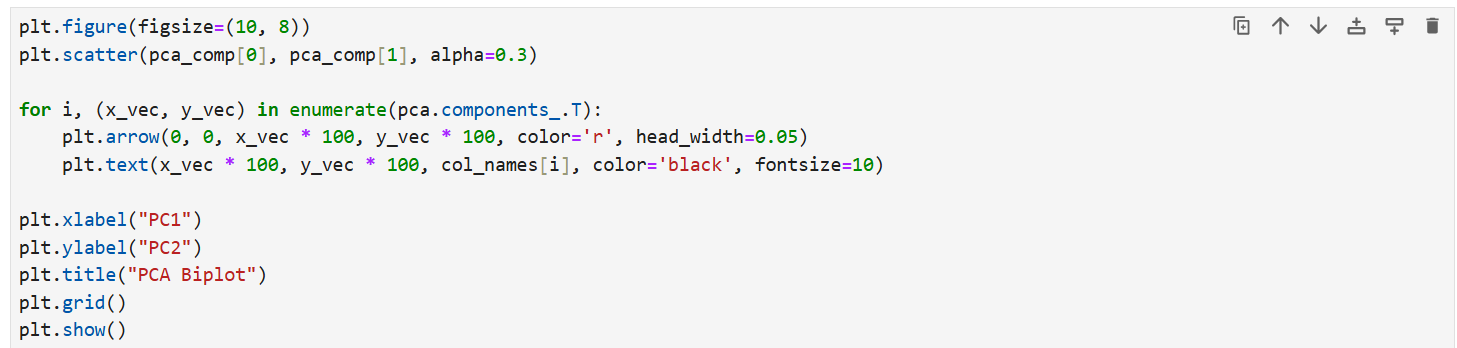 plt.figure(figsize=(10, 8))
plt.scatter(pca_comp[0], pca_comp[1], alpha=0.3)

for i, (x_vec, y_vec) in enumerate(pca.components_.T):
    plt.arrow(0, 0, x_vec * 100, y_vec * 100, color='r', head_width=0.05)
    plt.text(x_vec * 100, y_vec * 100, col_names[i], color='black', fontsize=10)

plt.xlabel("PC1")
plt.ylabel("PC2")
plt.title("PCA Biplot")
plt.grid()
plt.show()